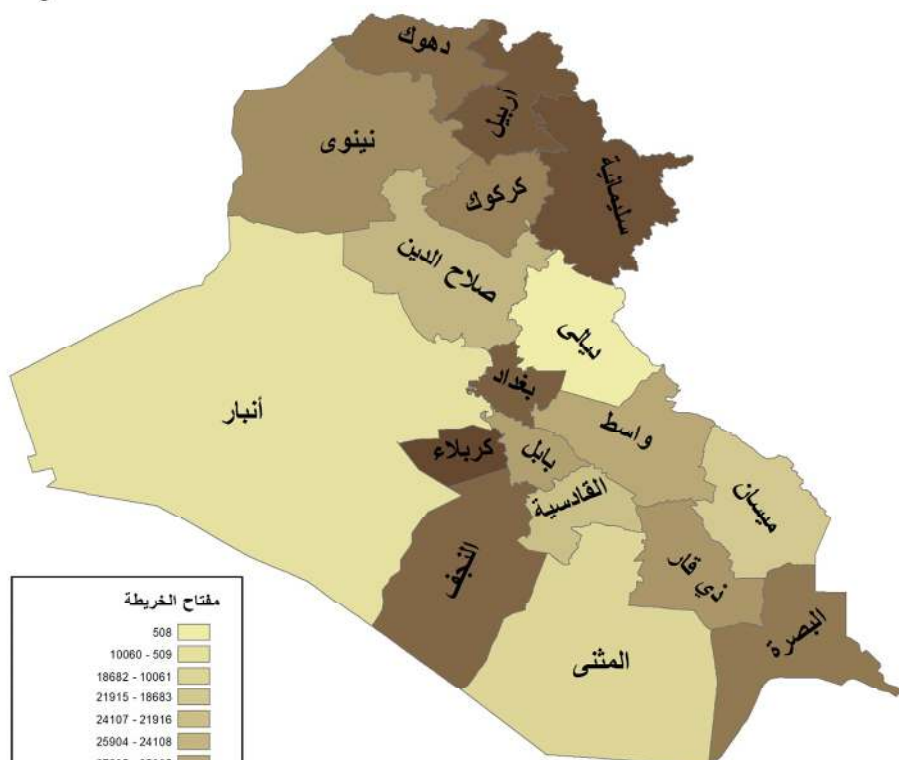 دهوك
أربيل
نينوى
سليمانية
كركوك
صلاح الدين
ديالى
بغداد
أنبار
واسط
كربلاء
بابل
القادسية
ميسان
النجف
ذي قار
البصرة
المثنى
مفتاح الخريطة
508
10060 - 509
18682 - 10061
21915 - 18683
24107 - 21916
25904 - 24108